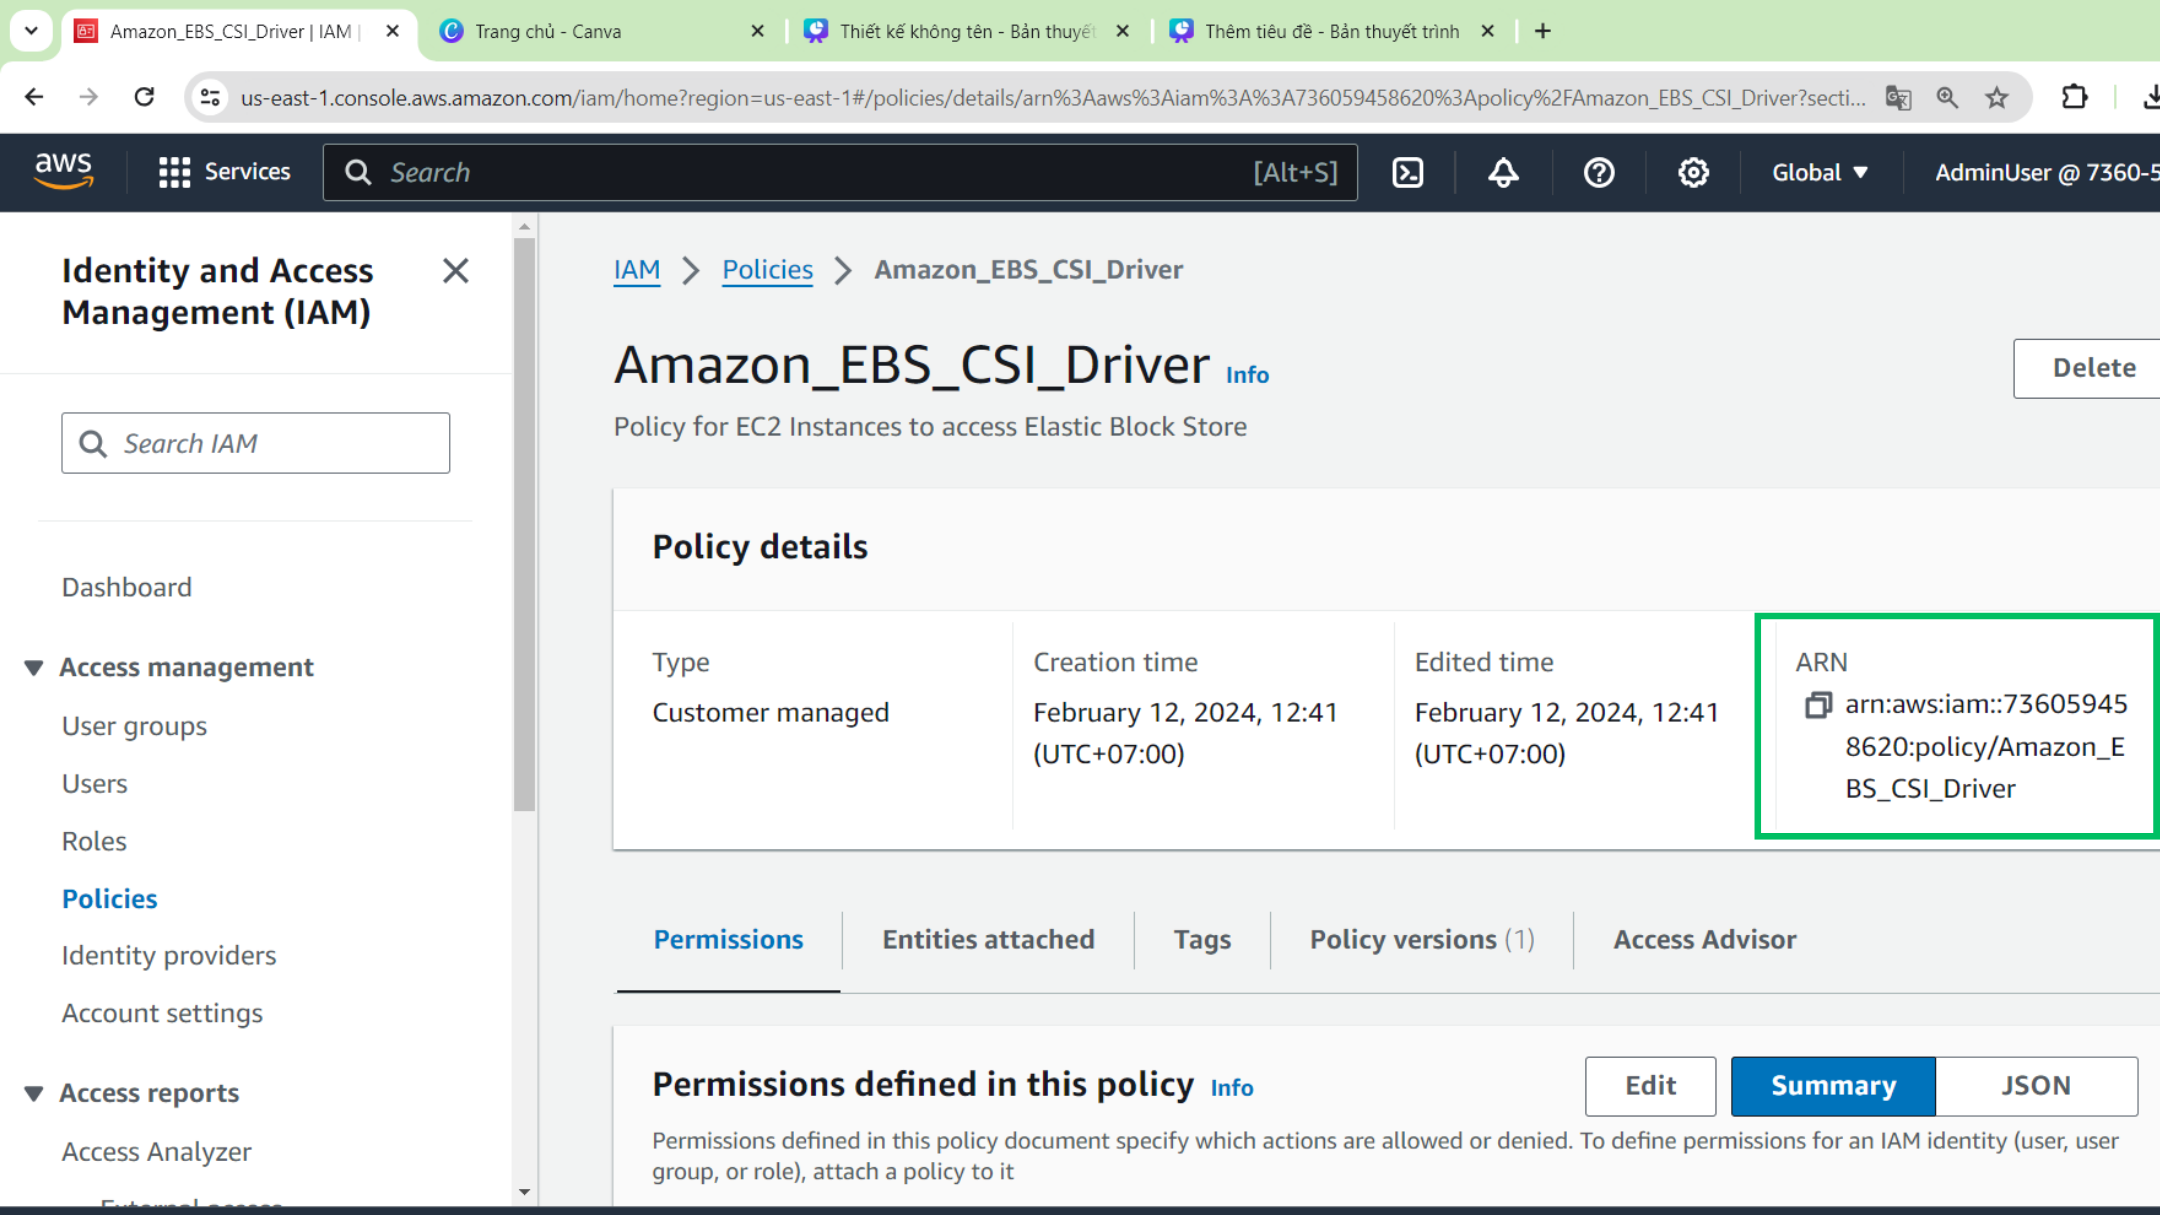 Amazon_EBS_CSI_Driver | IAM |
Trang chủ - Canva
Thiết kế không tên - Bản thuyết
Thêm tiêu đề - Bản thuyết trình
us-east-1.console.aws.amazon.com/iam/home?region=us-east-1#/policies/details/arn%3Aaws%3Aiam%3A%3A736059458620%3Apolicy%2FAmazon_EBS_CSI_Driver?secti...
aws
Services
Search
[Alt+S]
Global
AdminUser @ 7360-5
Identity and Access
Management (IAM)
Search IAM
Dashboard
Access management
User groups
Users
Roles
Policies
Identity providers
Account settings
Access reports
Access Analyzer
External access
IAM
Policies
Amazon_EBS_CSI_Driver
Amazon_EBS_CSI_Driver Info
Delete
Policy for EC2 Instances to access Elastic Block Store
Policy details
Type
Customer managed
Creation time
February 12, 2024, 12:41
(UTC+07:00)
Edited time
February 12, 2024, 12:41
(UTC+07:00)
ARN
arn:aws:iam::73605945
8620:policy/Amazon_E
BS_CSI_Driver
Permissions
Entities attached
Tags
Policy versions (1)
Access Advisor
Permissions defined in this policy Info
Edit
Summary
JSON
Permissions defined in this policy document specify which actions are allowed or denied. To define permissions for an IAM identity (user, user
group, or role), attach a policy to it